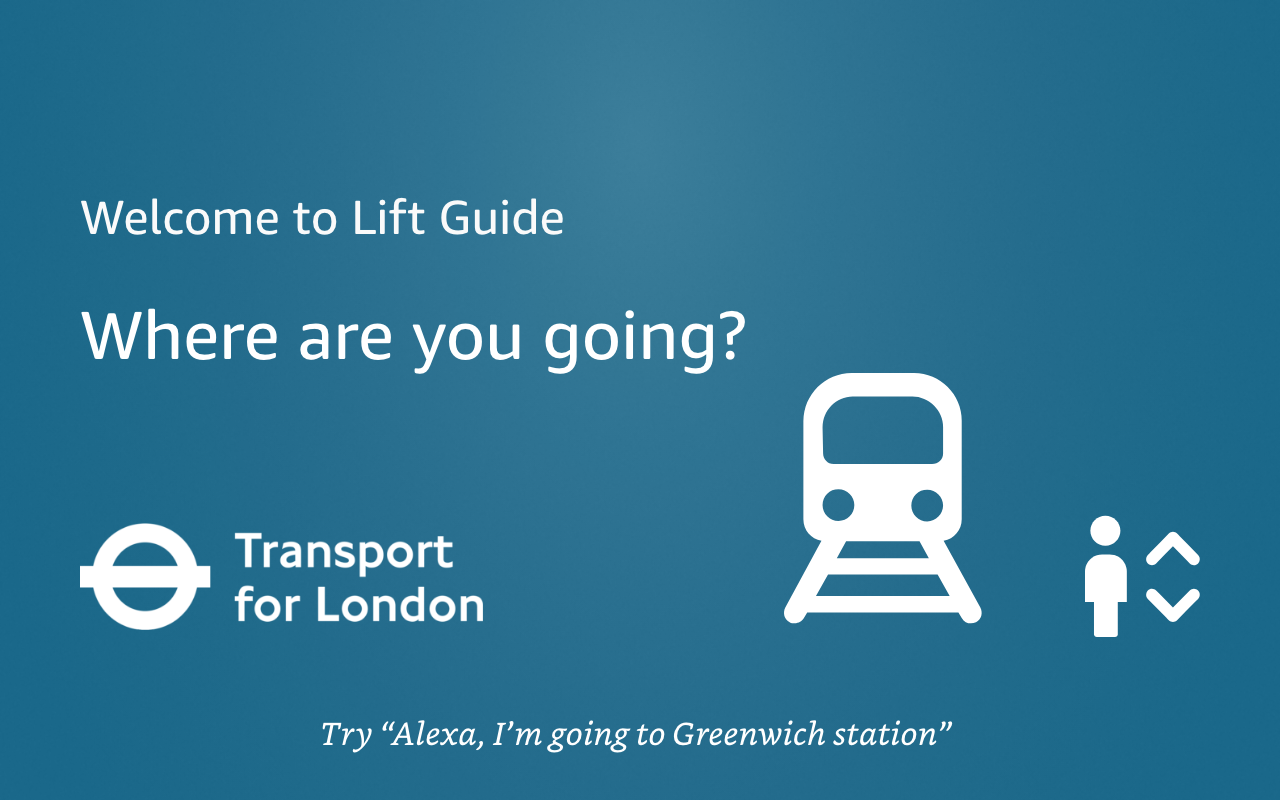 Welcome to Lift Guide
Where are you going?
Transport
for London
Try “Alexa, I’m going to Greenwich station”